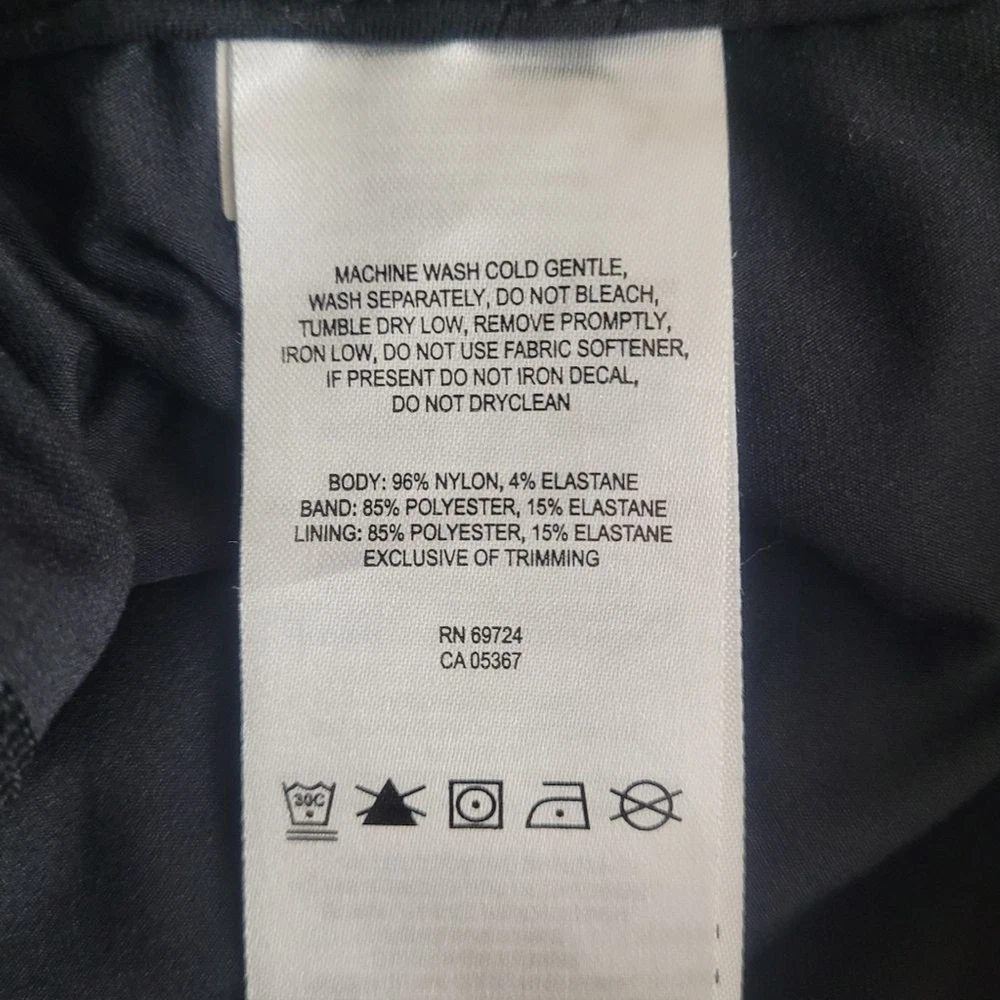 MACHINE WASH COLD GENTLE,
WASH SEPARATELY, DO NOT BLEACH,
TUMBLE DRY LOW, REMOVE PROMPTLY,
IRON LOW, DO NOT USE FABRIC SOFTENER,
IF PRESENT DO NOT IRON DECAL,
DO NOT DRYCLEAN
BODY: 96% NYLON, 4% ELASTANE
BAND: 85% POLYESTER, 15% ELASTANE
LINING: 85% POLYESTER, 15% ELASTANE
EXCLUSIVE OF TRIMMING
RN 69724
CA 05367
30C